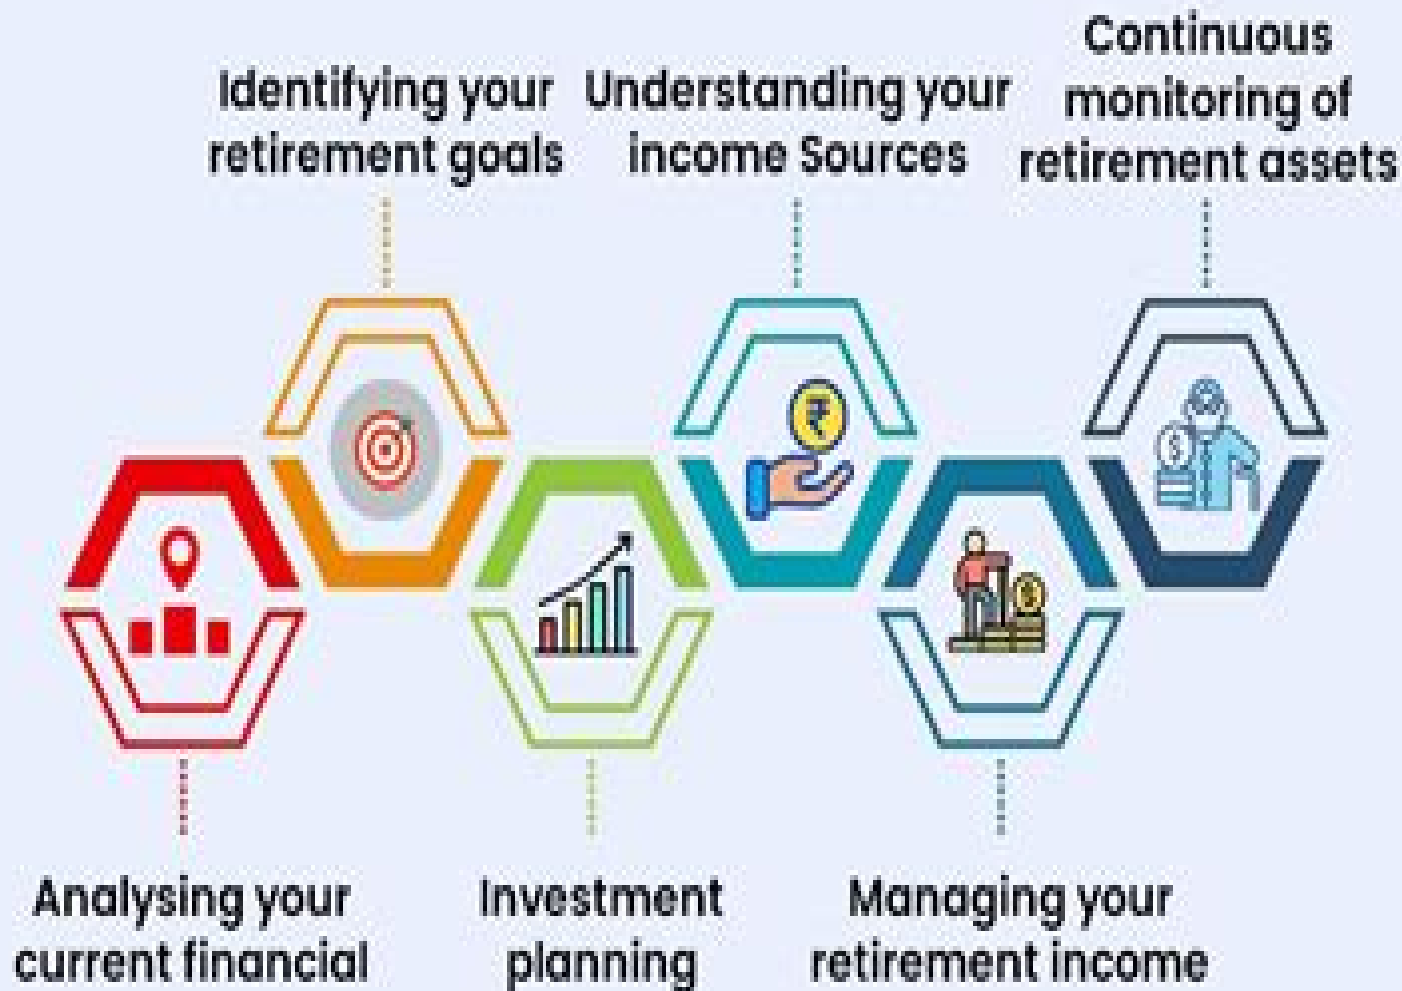 Continuous
monitoring of
retirement assets
Identifying your
retirement goals
Understanding your
income Sources
₹
$
$
Analysing your
current financial
Investment
planning
Managing your
retirement income